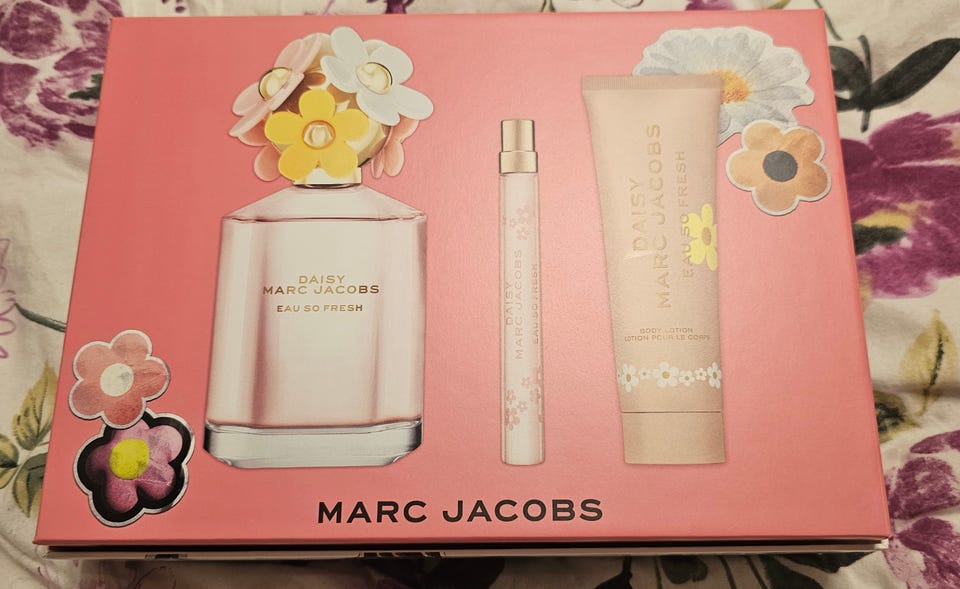 DAISY
MARC JACOBS
EAU SO FRESH
DAISY
MARC JACOBS
EAU SO FRESH
DAISY
MARC JACOBS
EAU SO FRESH
BODY LOTION
LOTION POUR LE CORPS
MARC JACOBS